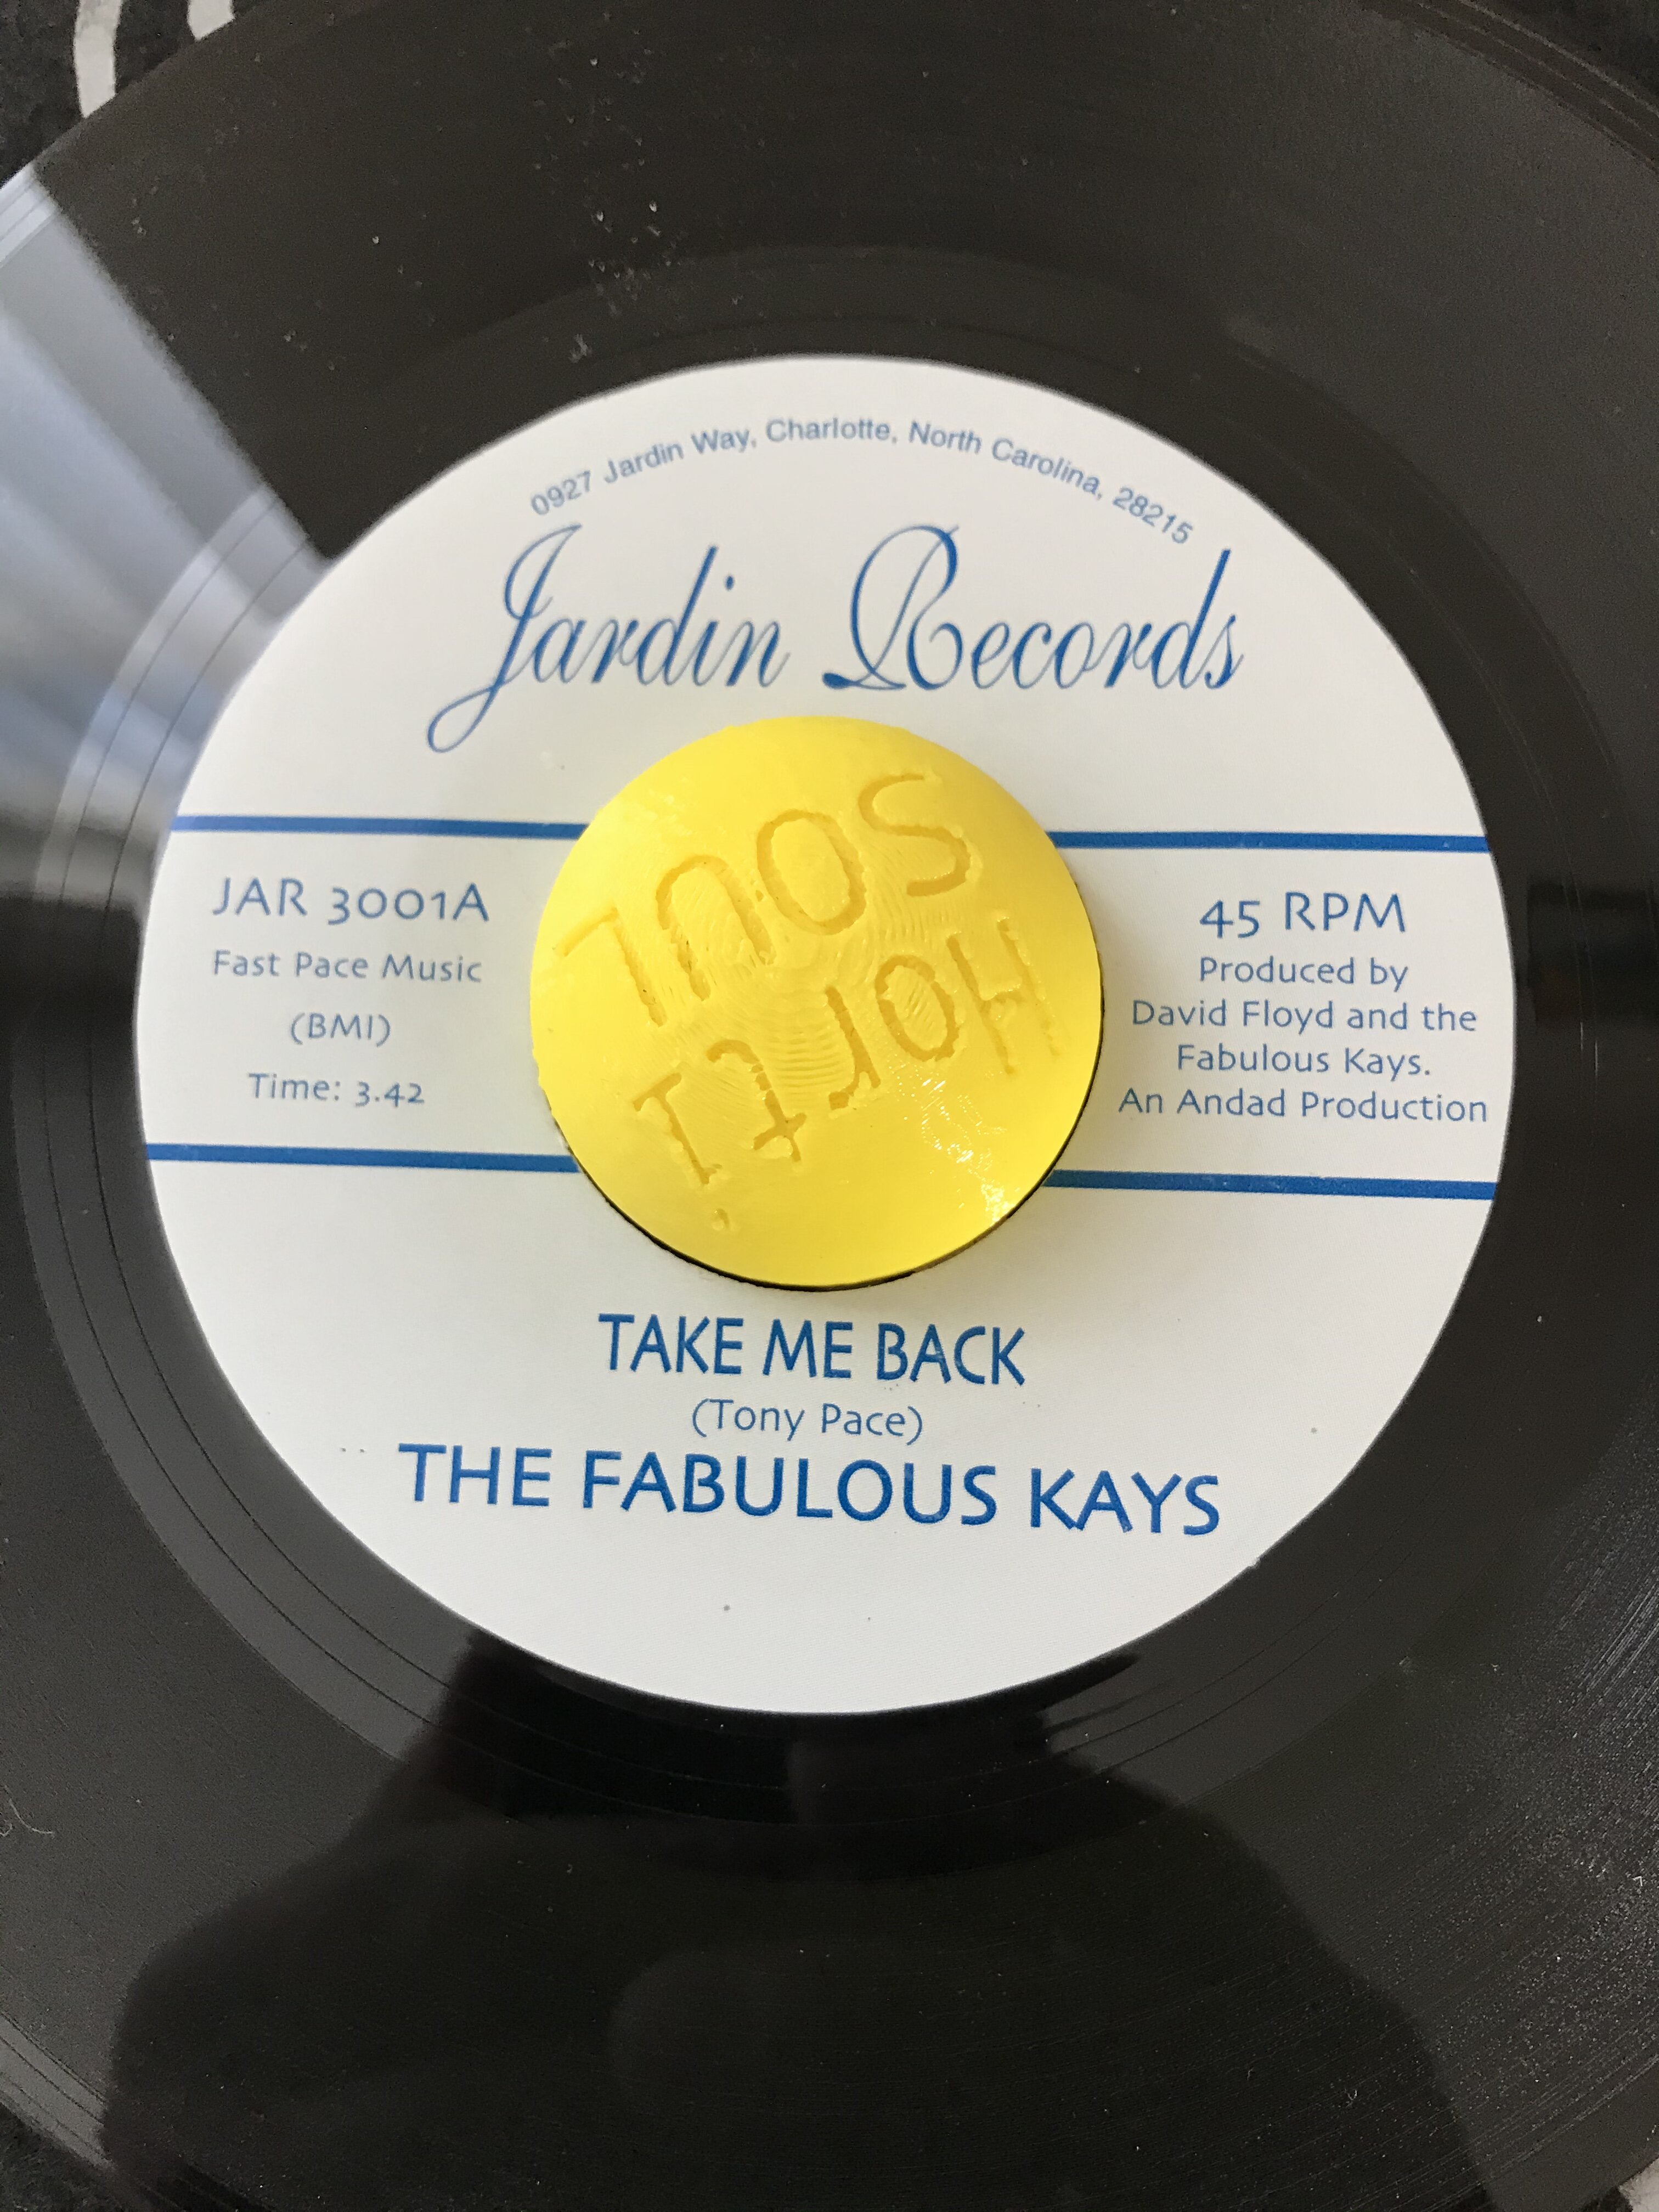 0927 Jardin Way, Charlotte, North Carolina, 28215
Jardin Records
JAR 3001A
Fast Pace Music
(BMI)
Time: 3.42
Horti
SOUL
45 RPM
Produced by
David Floyd and the
Fabulous Kays.
An Andad Production
TAKE ME BACK
(Tony Pace)
THE FABULOUS KAYS